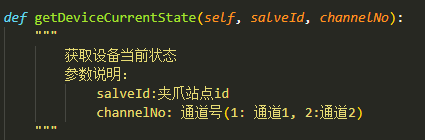 def getDeviceCurrentState(self, salveId, channelNo):
"""
获取设备当前状态
参数说明:
salveId:夹爪站点id
channelNo: 通道号(1: 通道1, 2:通道2)
"""